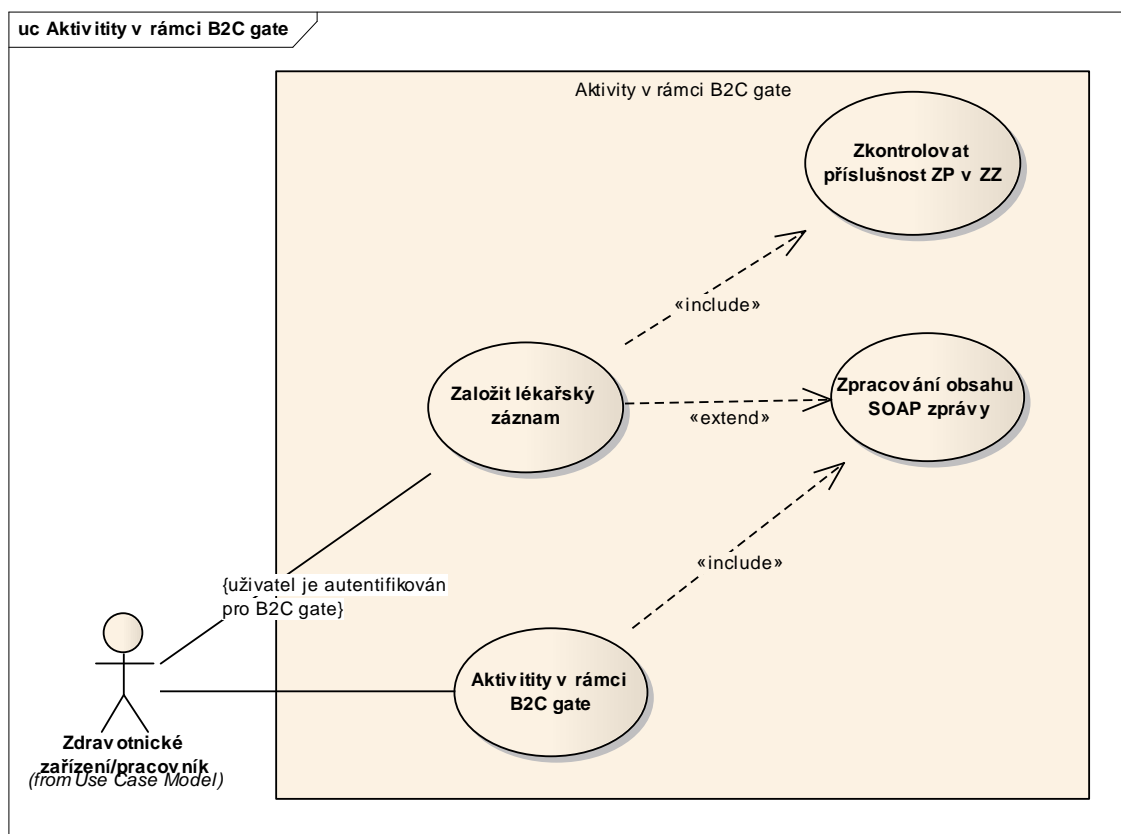 uc Aktivitity v rámci B2C gate
Aktivity v rámci B2C gate
Zkontrolovat
příslušnost ZP v ZZ
«include»
Založit lékařský
záznam
Zpracování obsahu
SOAP zprávy
«extend»
«include»
{uživatel je autentifikován
pro B2C gate}
Aktivitity v rámci
B2C gate
Zdravotnické
zařízení/pracovník
(from Use Case Model)